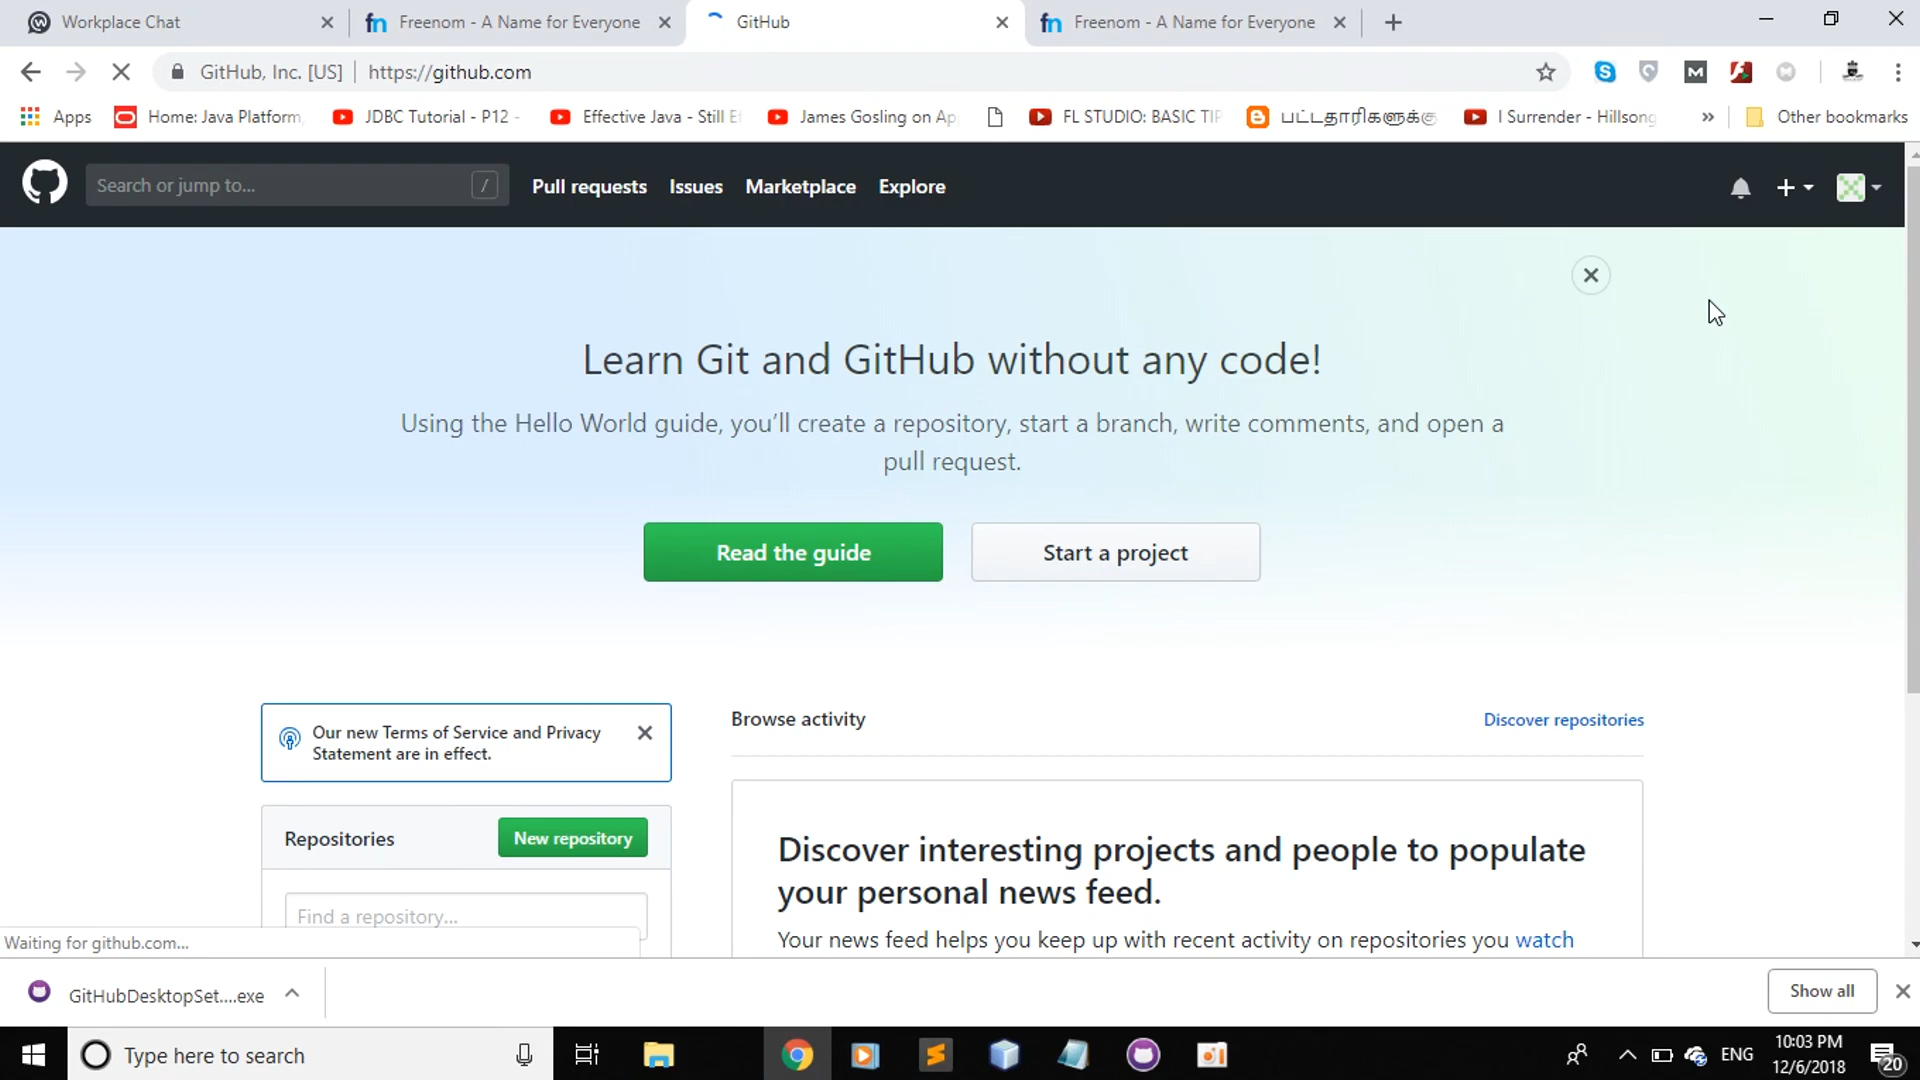 Workplace Chat
Freenom - A Name for Everyone
GitHub
Freenom - A Name for Everyone
GitHub, Inc. [US] | https://github.com
Apps
Home: Java Platform,
JDBC Tutorial - P12 -
Effective Java - Still Ef
James Gosling on Ap
FL STUDIO: BASIC TIP
பட்டதாரிகளுக்கு
I Surrender - Hillsong
»
Other bookmarks
Search or jump to...
/
Pull requests
Issues
Marketplace
Explore
Learn Git and GitHub without any code!
Using the Hello World guide, you’ll create a repository, start a branch, write comments, and open a
pull request.
Read the guide
Start a project
Our new Terms of Service and Privacy
Statement are in effect.
Browse activity
Discover repositories
Repositories
New repository
Find a repository...
Discover interesting projects and people to populate
your personal news feed.
Your news feed helps you keep up with recent activity on repositories you watch
Waiting for github.com...
GitHubDesktopSet....exe
Show all
Type here to search
ENG
10:03 PM
12/6/2018
20